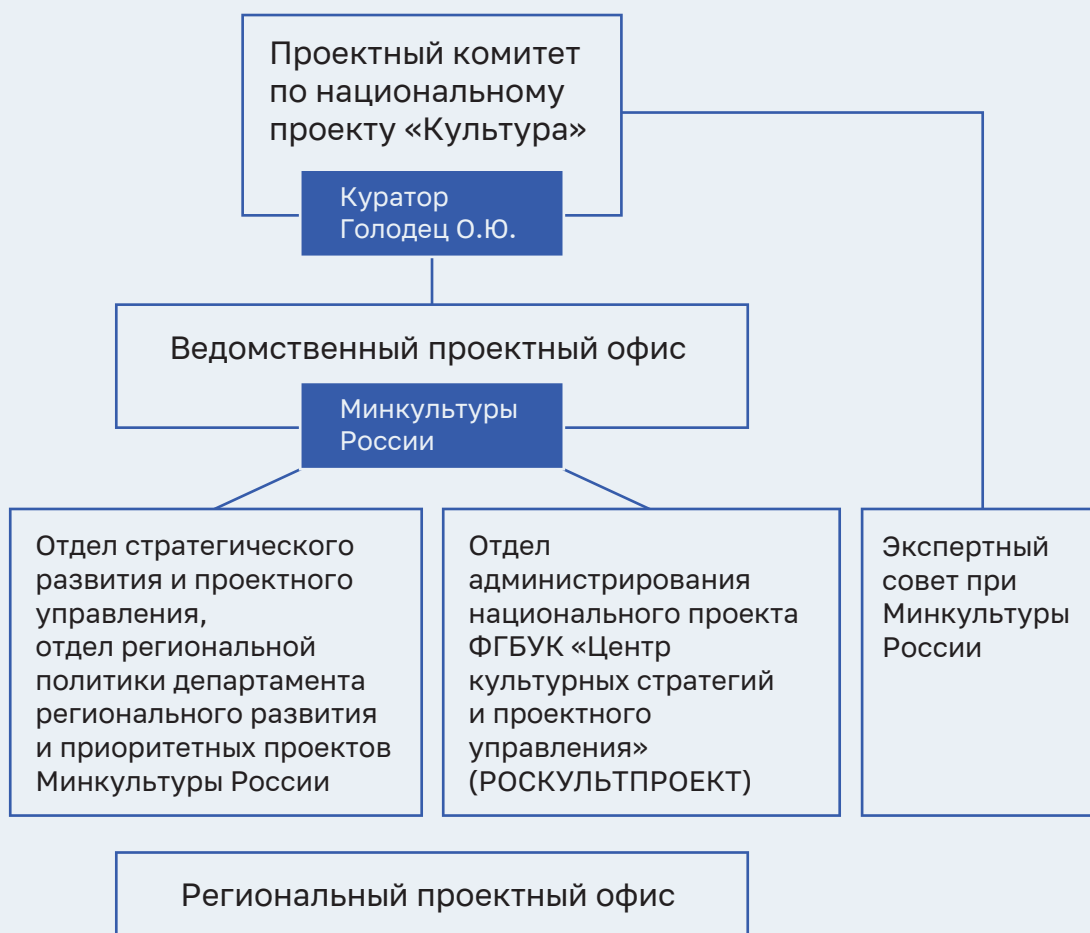 Проектный комитет
по национальному
проекту «Культура»
Куратор
Голодец О.Ю.
Ведомственный проектный офис
Минкультуры
России
Отдел стратегического
развития и проектного
управления,
отдел региональной
политики департамента
регионального развития
и приоритетных проектов
Минкультуры России
Отдел
администрирования
национального проекта
ФГБУК «Центр
культурных стратегий
и проектного
управления»
(РОСКУЛЬТПРОЕКТ)
Экспертный
совет при
Минкультуры
России
Региональный проектный офис